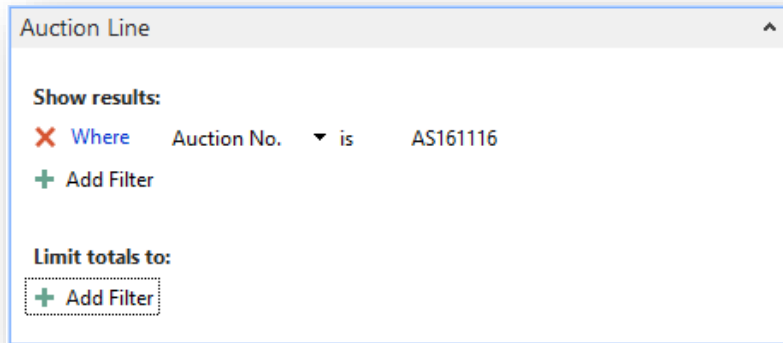 Auction Line
Show results:
Where Auction No. is AS161116
Add Filter
Limit totals to:
Add Filter